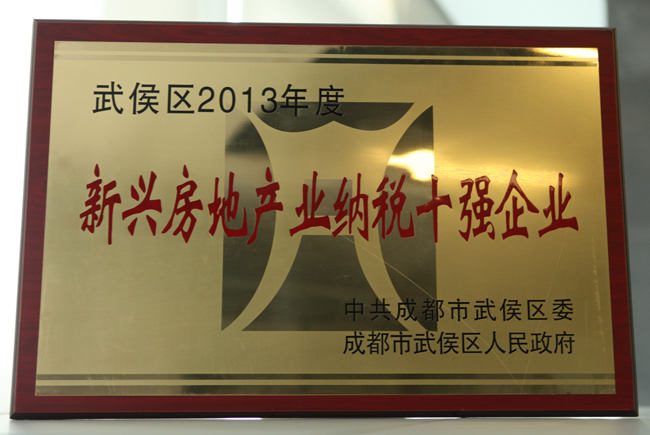 武侯区2013年度
新兴房地产业纳税十强企业
中共成都市武侯区委
成都市武侯区人民政府